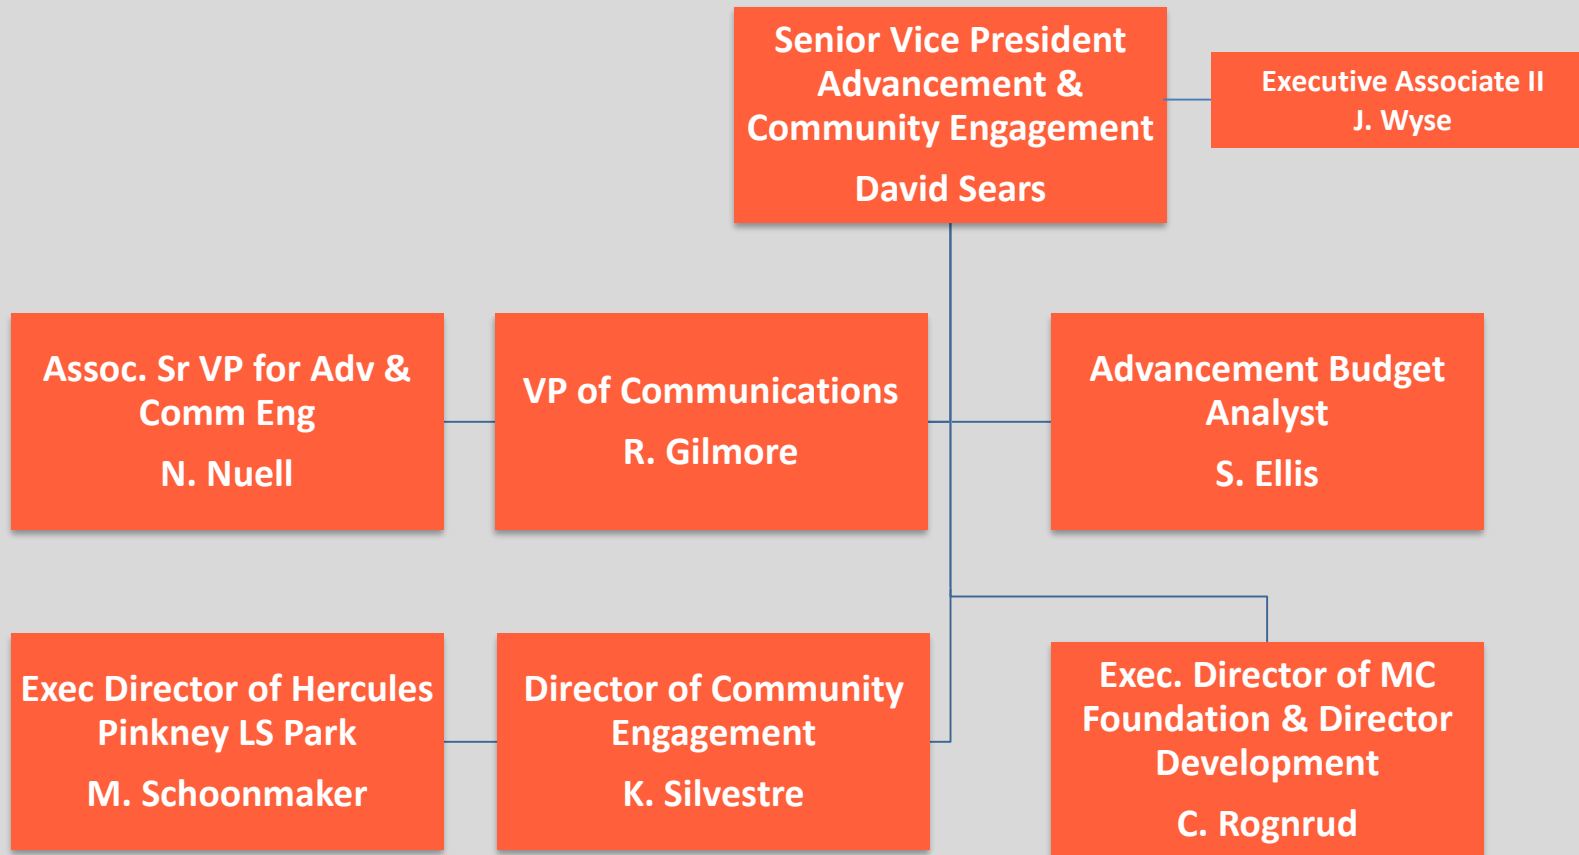 Senior Vice President
Advancement &
Community Engagement
David Sears
Executive Associate II
J. Wyse
Assoc. Sr VP for Adv &
Comm Eng
N. Nuell
VP of Communications
R. Gilmore
Advancement Budget
Analyst
S. Ellis
Exec Director of Hercules
Pinkney LS Park
M. Schoonmaker
Director of Community
Engagement
K. Silvestre
Exec. Director of MC
Foundation & Director
Development
C. Rognrud